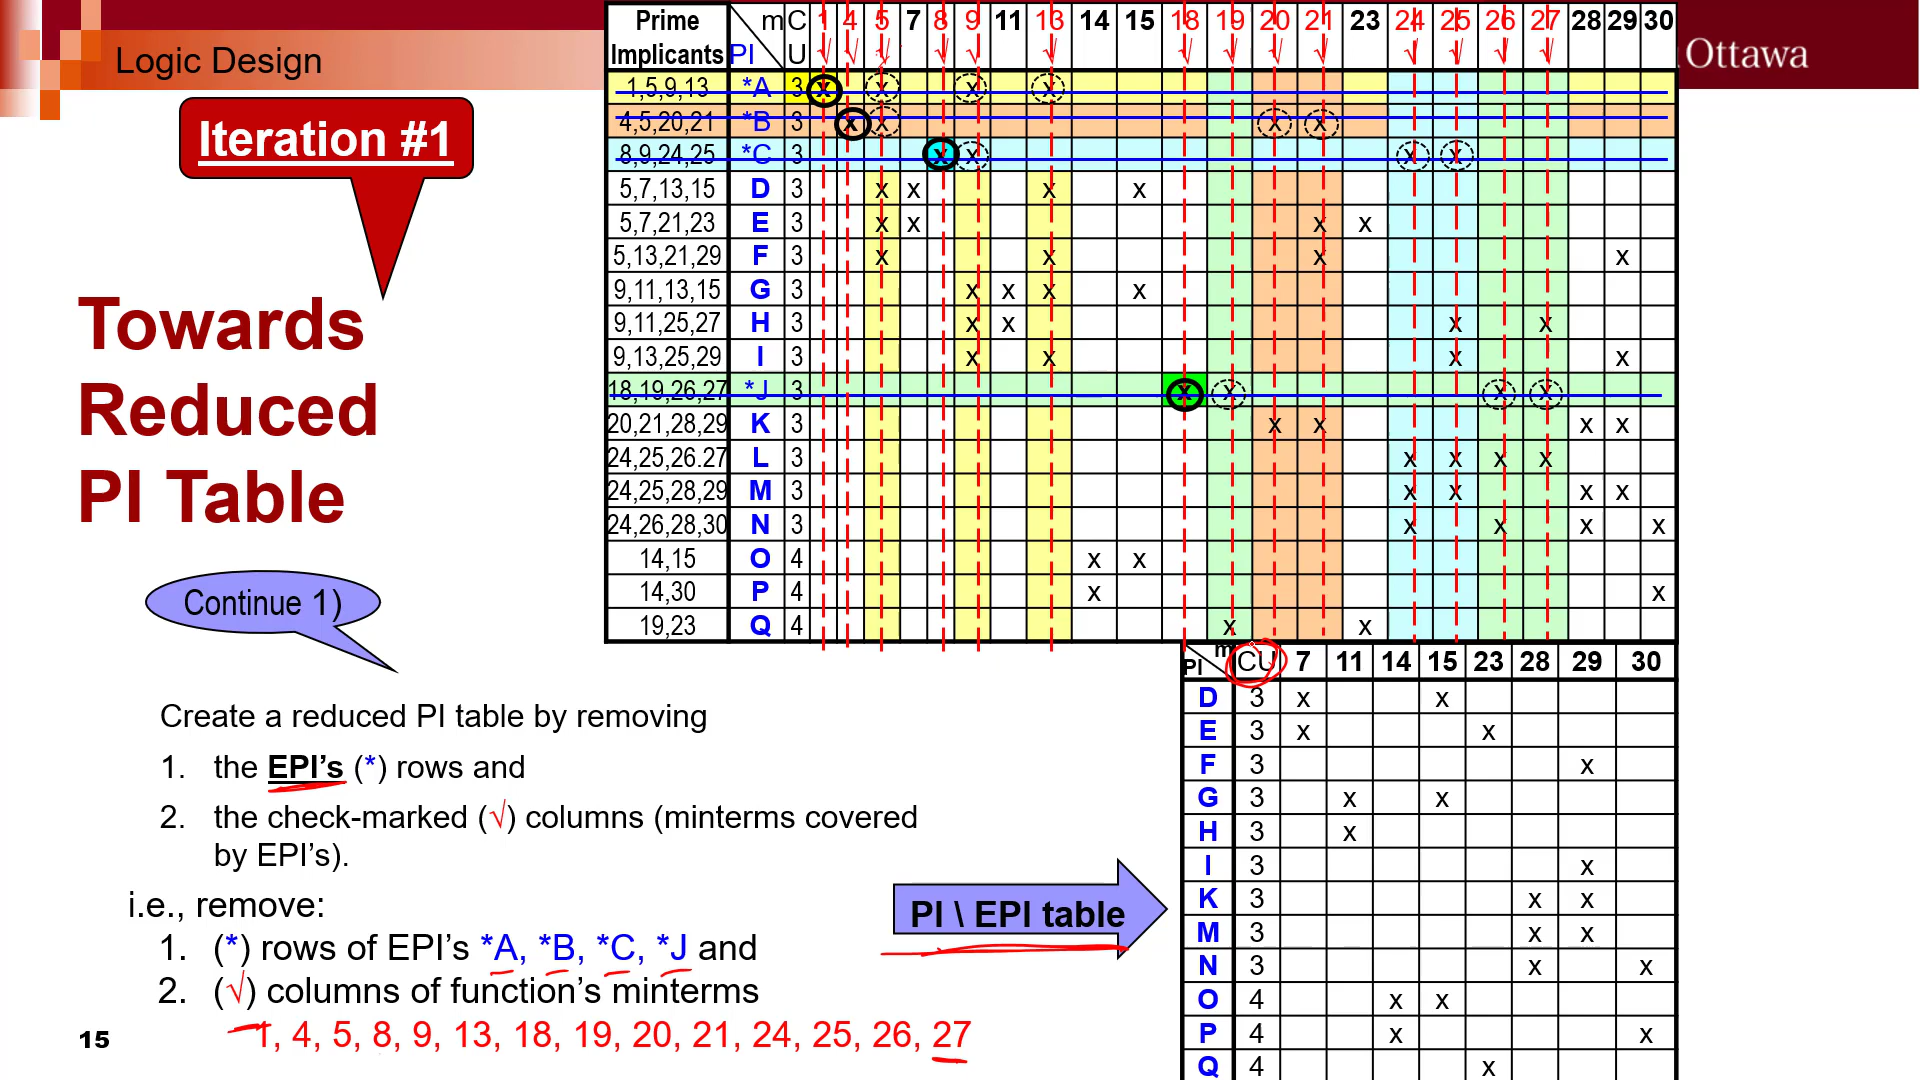 Logic Design
Ottawa
Iteration #1
Towards
Reduced
PI Table
Continue 1)
Create a reduced PI table by removing
1. the EPI's (*) rows and
2. the check-marked (√) columns (minterms covered
by EPI's).
i.e., remove:
1. (*) rows of EPI's *A, *B, *C, *J and
2. (√) columns of function's minterms
1, 4, 5, 8, 9, 13, 18, 19, 20, 21, 24, 25, 26, 27
15
PI \ EPI table
Prime m C 1 4 5 7 8 9 11 13 14 15 18 19 20 21 23 24 25 26 27 28 29 30
Implicants PI U √ √ √ √ √ √ √ √ √ √ √ √ √ √
1,5,9,13 *A 3 x x x x
4,5,20,21 *B 3 x x x x
8,9,24,25 *C 3 x x x x
5,7,13,15 D 3 x x x x
5,7,21,23 E 3 x x x x
5,13,21,29 F 3 x x x x
9,11,13,15 G 3 x x x x
9,11,25,27 H 3 x x x x
9,13,25,29 I 3 x x x x
18,19,26,27 *J 3 x x x x
20,21,28,29 K 3 x x x x
24,25,26.27 L 3 x x x x
24,25,28,29 M 3 x x x x
24,26,28,30 N 3 x x x x
14,15 O 4 x x
14,30 P 4 x x
19,23 Q 4 x x
PI m CU 7 11 14 15 23 28 29 30
D 3 x x
E 3 x x
F 3 x
G 3 x x
H 3 x
I 3 x
K 3 x x
M 3 x x
N 3 x x
O 4 x x
P 4 x x
Q 4 x